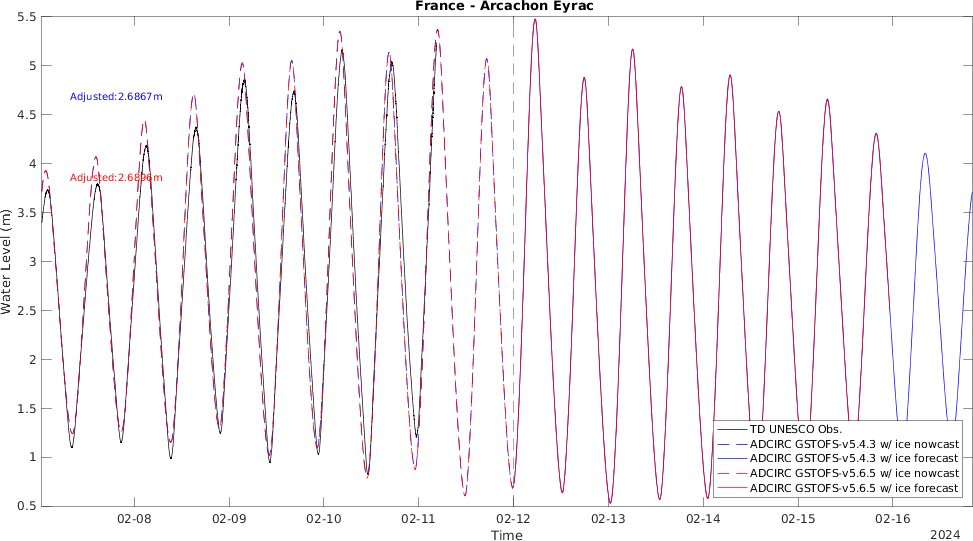 France - Arcachon Eyrac
5.5
5
4.5
4
3.5
3
2.5
2
1.5
1
0.5
Water Level (m)
Adjusted:2.6867m
Adjusted:2.6896m
TD UNESCO Obs.
ADCIRC GSTOFS-v5.4.3 w/ ice nowcast
ADCIRC GSTOFS-v5.4.3 w/ ice forecast
ADCIRC GSTOFS-v5.6.5 w/ ice nowcast
ADCIRC GSTOFS-v5.6.5 w/ ice forecast
02-08 02-09 02-10 02-11 02-12 02-13 02-14 02-15 02-16
Time
2024